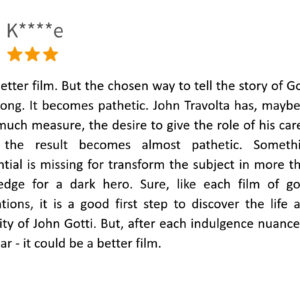 K****e
etter film. But the chosen way to tell the story of Go
ong. It becomes pathetic. John Travolta has, maybe
much measure, the desire to give the role of his care
the result becomes almost pathetic. Somethi
ntial is missing for transform the subject in more th
edge for a dark hero. Sure, like each film of go
ations, it is a good first step to discover the life a
ity of John Gotti. But, after each indulgence nuance
ar - it could be a better film.